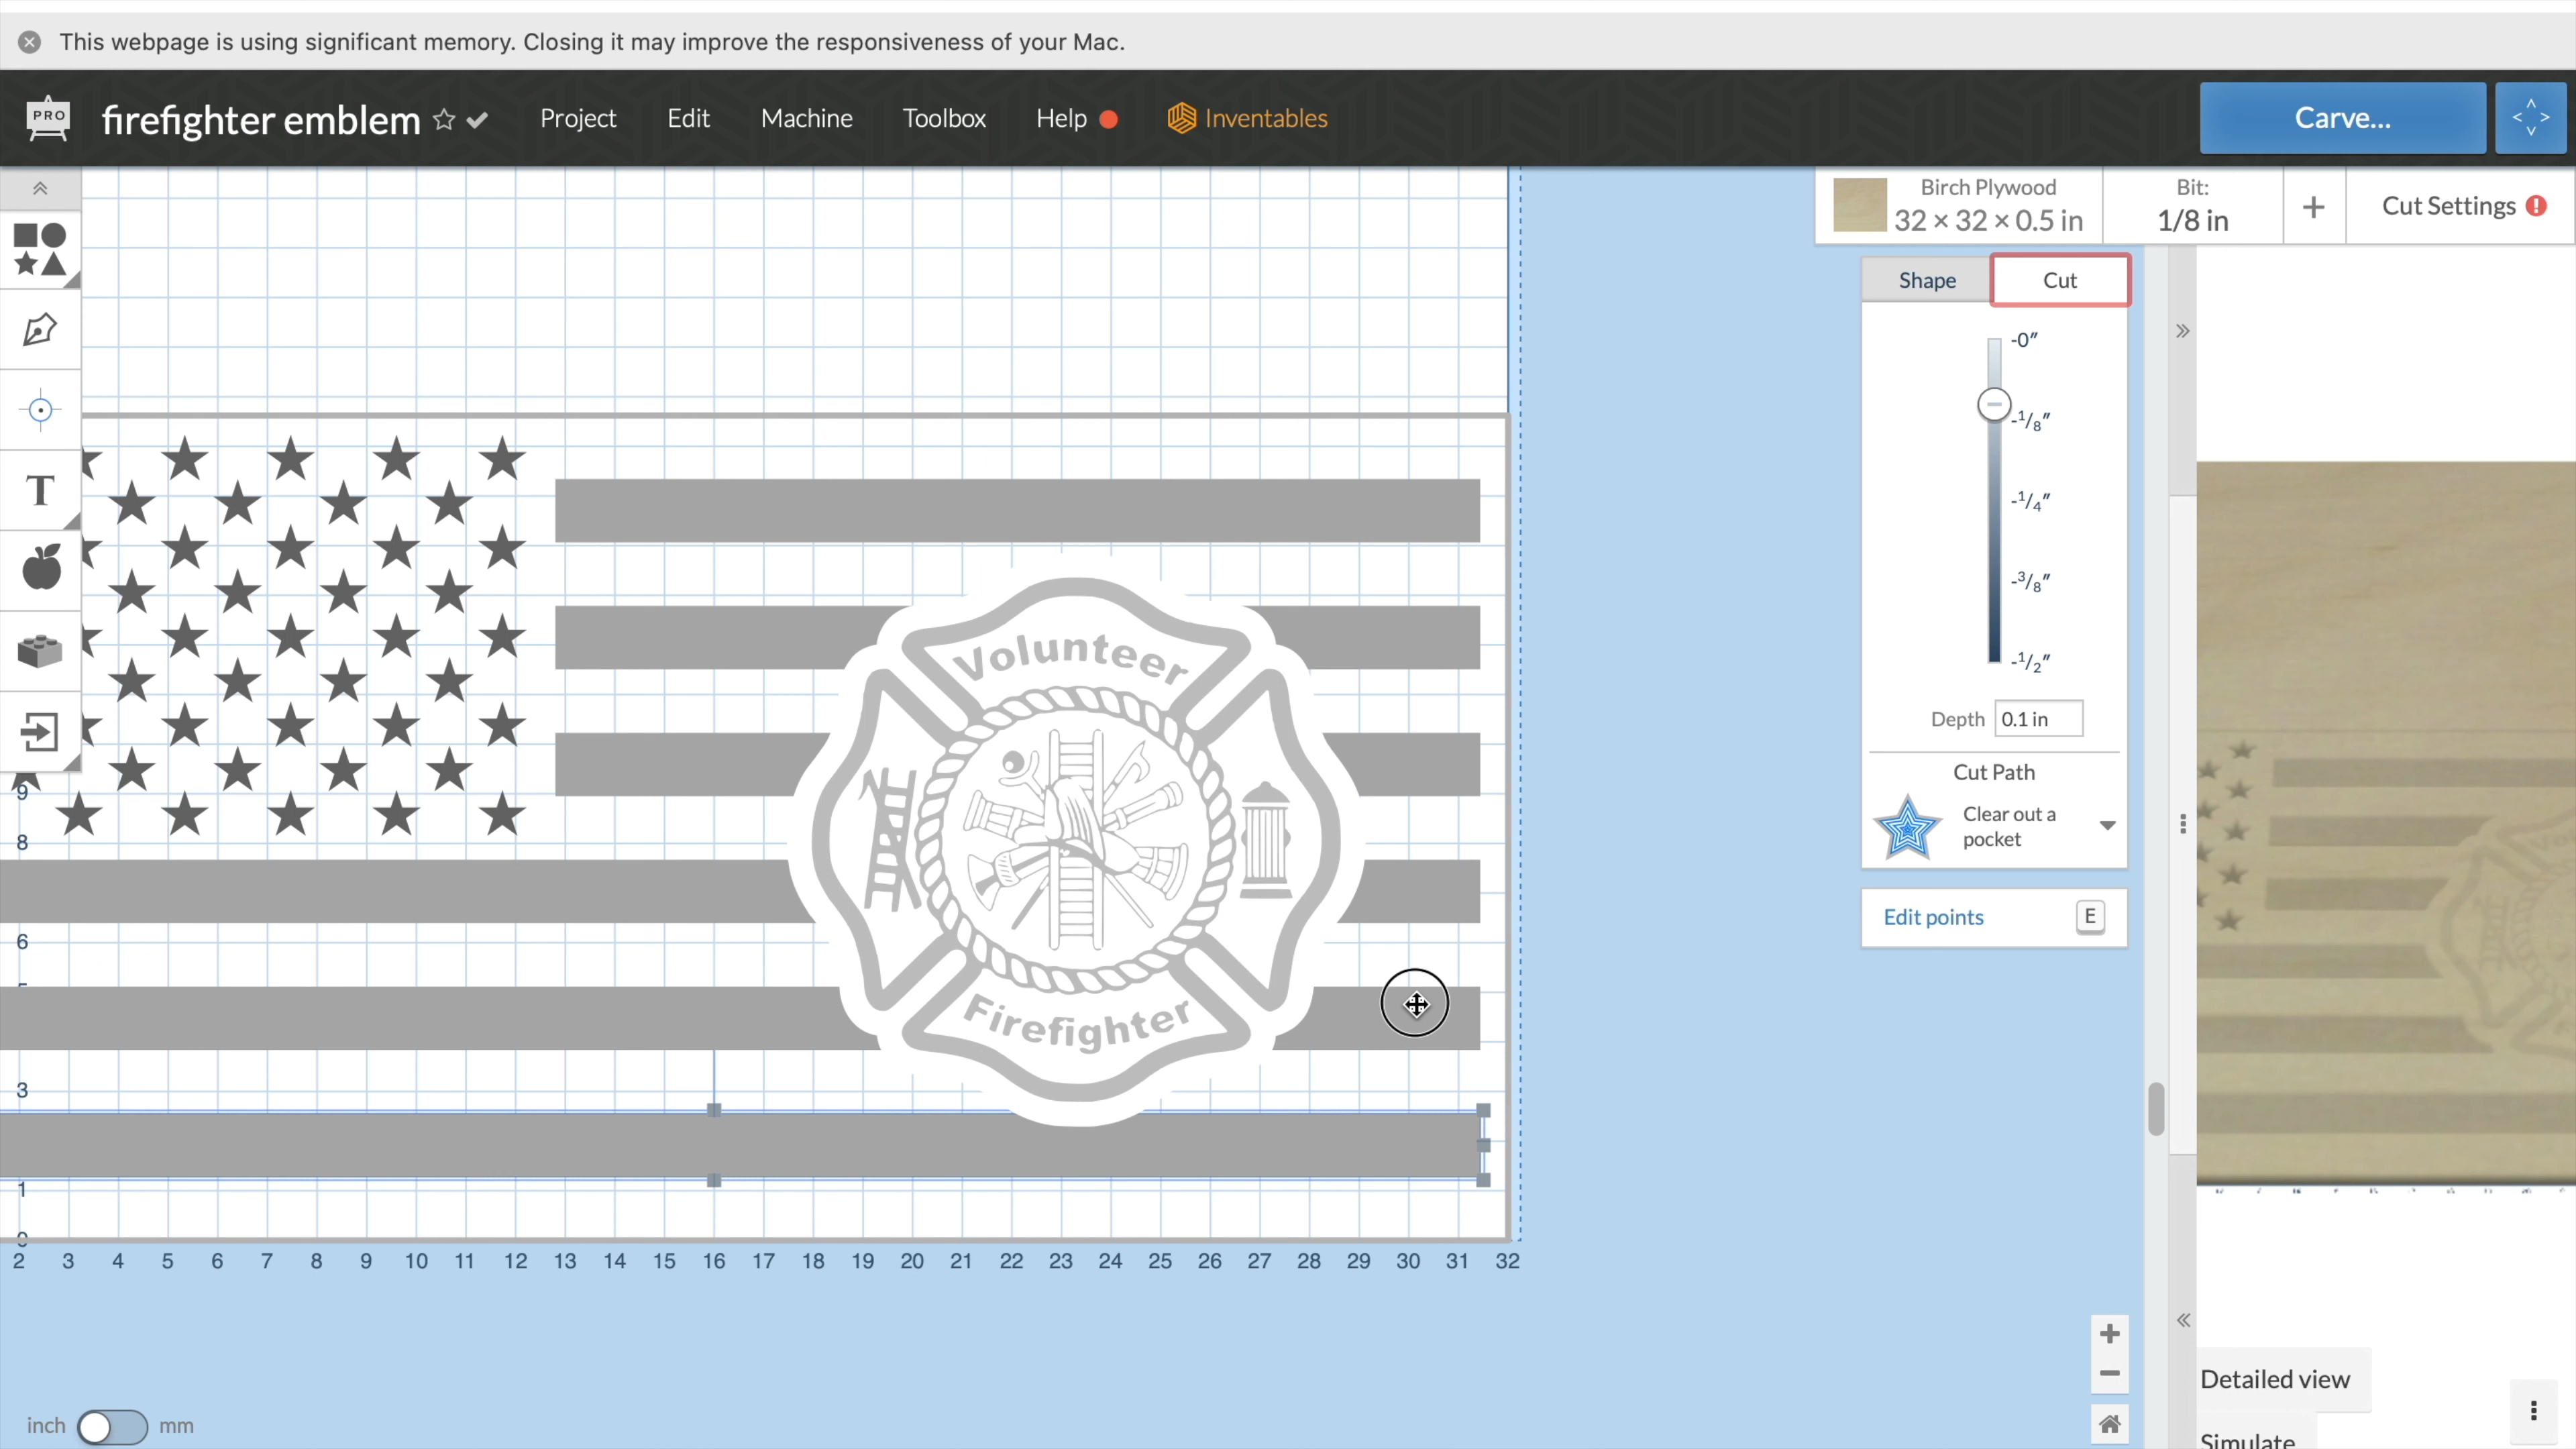 This webpage is using significant memory. Closing it may improve the responsiveness of your Mac.
PRO
firefighter emblem
Project
Edit
Machine
Toolbox
Help
Inventables
Carve...
Birch Plywood
32 × 32 × 0.5 in
Bit:
1/8 in
+
Cut Settings
Shape
Cut
-0"
-1/8"
-1/4"
-3/8"
-1/2"
Depth 0.1 in
Cut Path
Clear out a
pocket
Edit points
E
T
Volunteer
Firefighter
9
8
6
3
1
0
2 3 4 5 6 7 8 9 10 11 12 13 14 15 16 17 18 19 20 21 22 23 24 25 26 27 28 29 30 31 32
inch
mm
Detailed view
Simulate